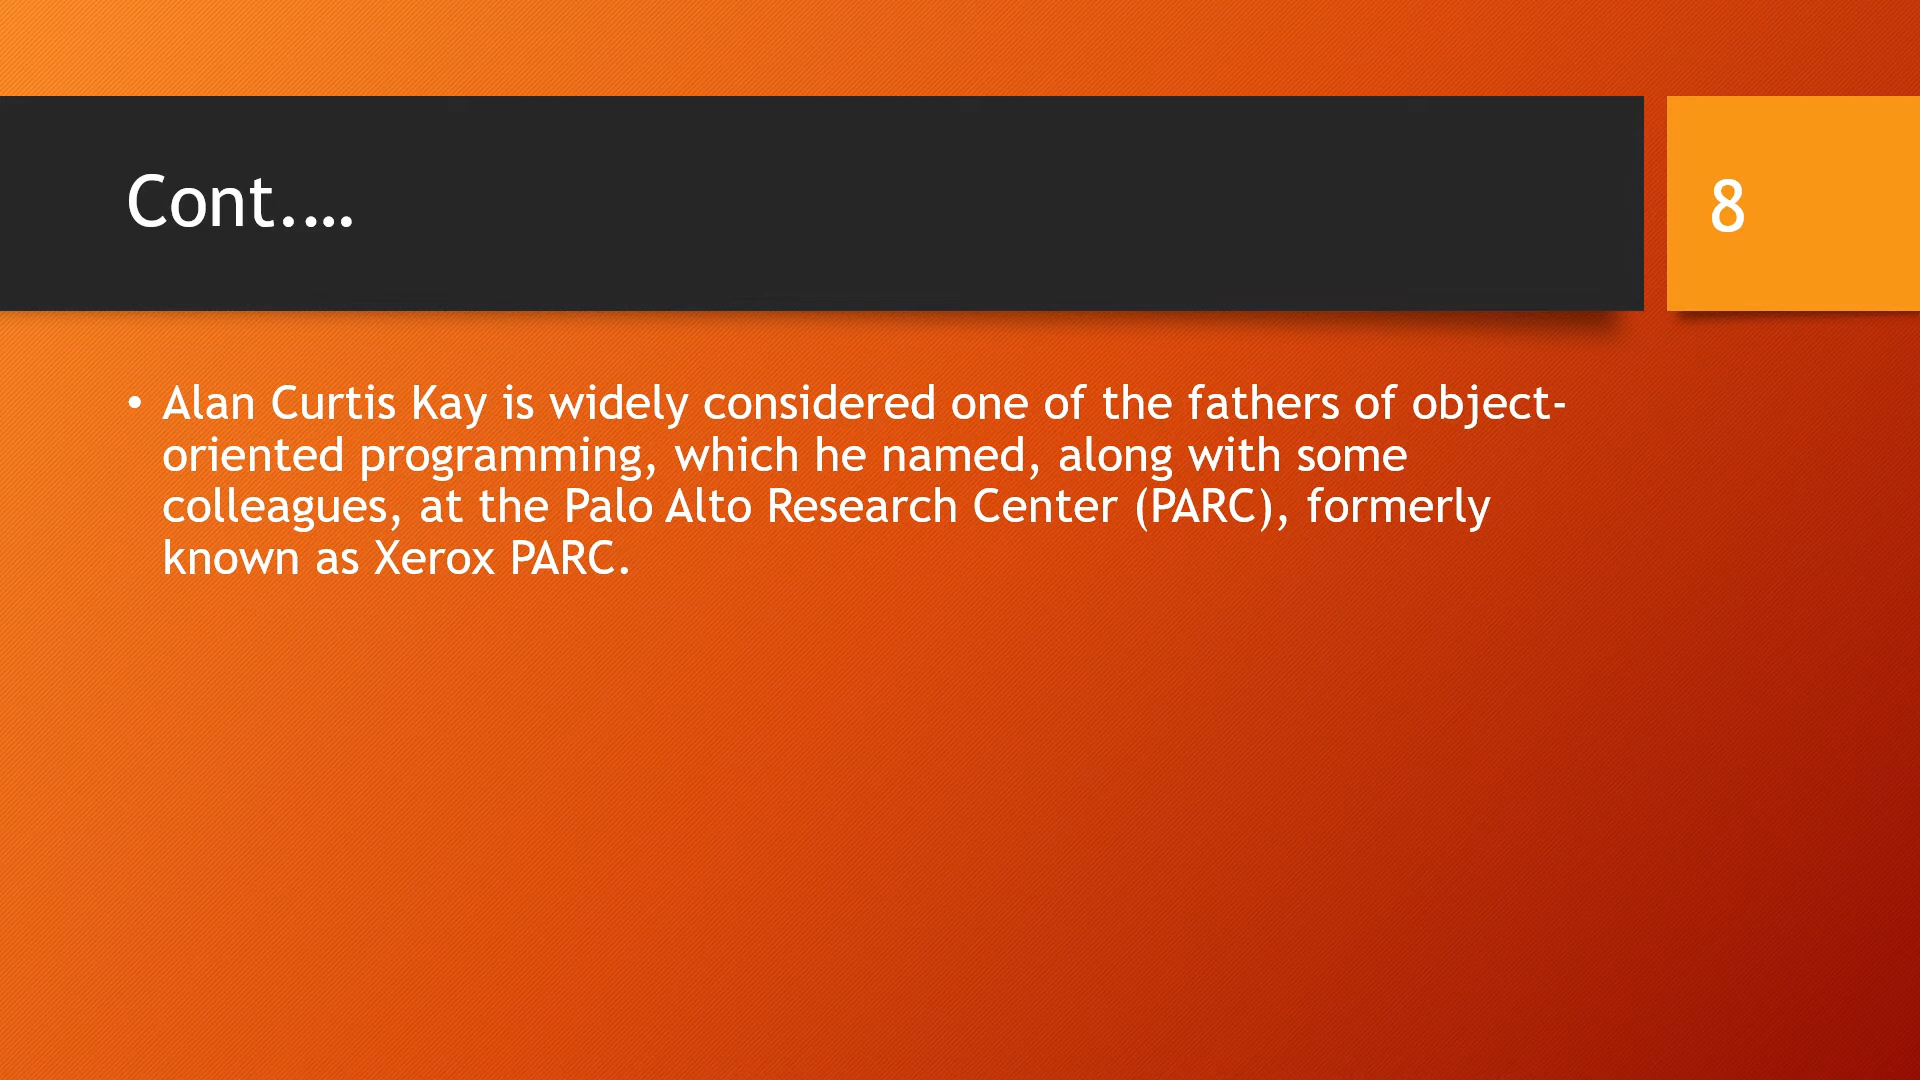 Cont.…
8
• Alan Curtis Kay is widely considered one of the fathers of object-
oriented programming, which he named, along with some
colleagues, at the Palo Alto Research Center (PARC), formerly
known as Xerox PARC.